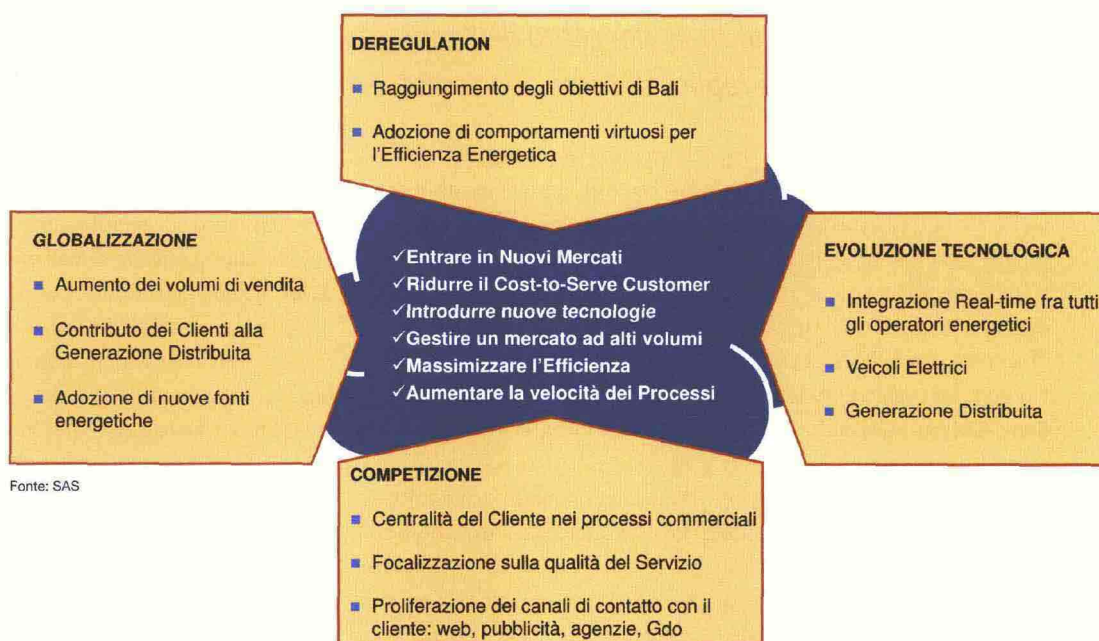 DEREGULATION
■ Raggiungimento degli obiettivi di Bali
■ Adozione di comportamenti virtuosi per
l'Efficienza Energetica
GLOBALIZZAZIONE
■ Aumento dei volumi di vendita
■ Contributo dei Clienti alla
Generazione Distribuita
■ Adozione di nuove fonti
energetiche
✓Entrare in Nuovi Mercati
✓Ridurre il Cost-to-Serve Customer
✓Introdurre nuove tecnologie
✓Gestire un mercato ad alti volumi
✓Massimizzare l'Efficienza
✓Aumentare la velocità dei Processi
EVOLUZIONE TECNOLOGICA
■ Integrazione Real-time fra tutti
gli operatori energetici
■ Veicoli Elettrici
■ Generazione Distribuita
COMPETIZIONE
■ Centralità del Cliente nei processi commerciali
■ Focalizzazione sulla qualità del Servizio
■ Proliferazione dei canali di contatto con il
cliente: web, pubblicità, agenzie, Gdo
Fonte: SAS